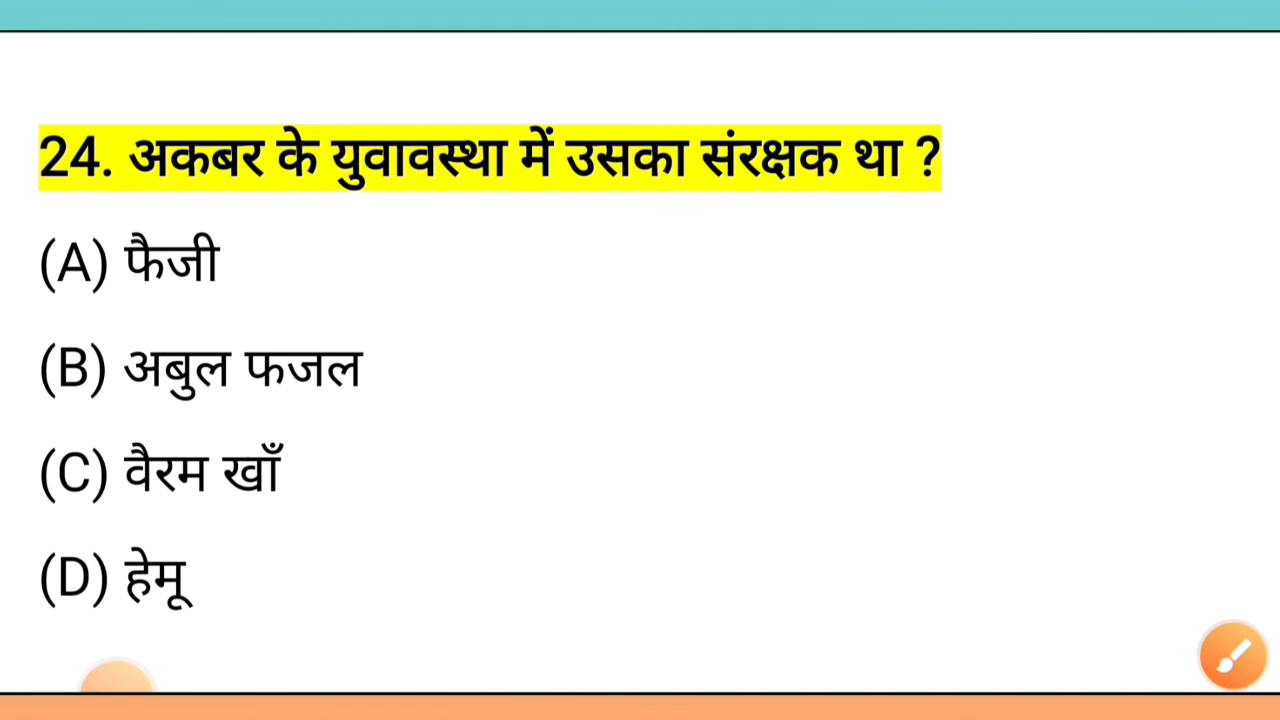 24. अकबर के युवावस्था में उसका संरक्षक था ?
(A) फैजी
(B) अबुल फजल
(C) वैरम खाँ
(D) हेमू